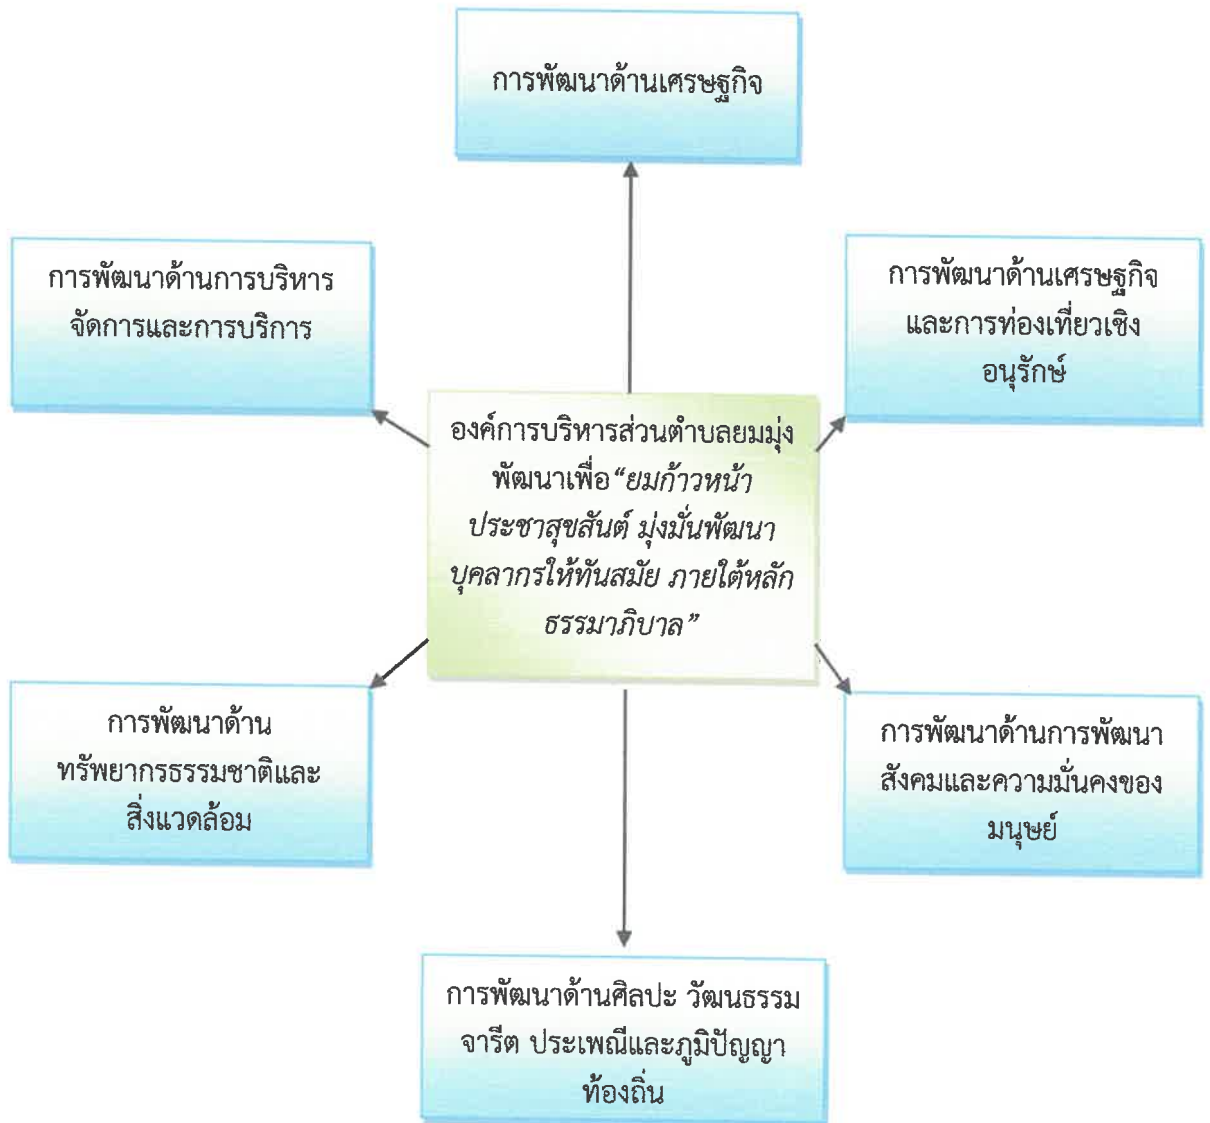 การพัฒนาด้านเศรษฐกิจ
การพัฒนาด้านการบริหาร
จัดการและการบริการ
การพัฒนาด้านเศรษฐกิจ
และการท่องเที่ยวเชิง
อนุรักษ์
องค์การบริหารส่วนตำบลยมมุ่ง
พัฒนาเพื่อ“ยมก้าวหน้า
ประชาสุขสันต์ มุ่งมั่นพัฒนา
บุคลากรให้ทันสมัย ภายใต้หลัก
ธรรมาภิบาล”
การพัฒนาด้าน
ทรัพยากรธรรมชาติและ
สิ่งแวดล้อม
การพัฒนาด้านการพัฒนา
สังคมและความมั่นคงของ
มนุษย์
การพัฒนาด้านศิลปะ วัฒนธรรม
จารีต ประเพณีและภูมิปัญญา
ท้องถิ่น